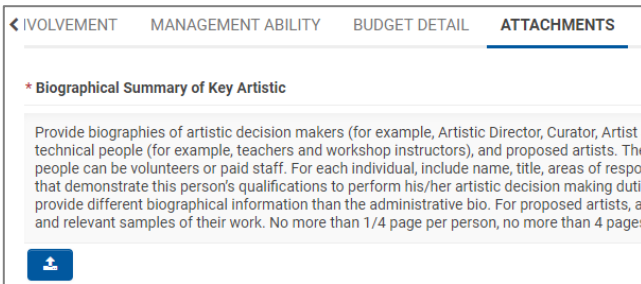 IVOLVEMENT MANAGEMENT ABILITY BUDGET DETAIL ATTACHMENTS
* Biographical Summary of Key Artistic
Provide biographies of artistic decision makers (for example, Artistic Director, Curator, Artist
technical people (for example, teachers and workshop instructors), and proposed artists. The
people can be volunteers or paid staff. For each individual, include name, title, areas of respo
that demonstrate this person's qualifications to perform his/her artistic decision making duti
provide different biographical information than the administrative bio. For proposed artists, a
and relevant samples of their work. No more than 1/4 page per person, no more than 4 pages